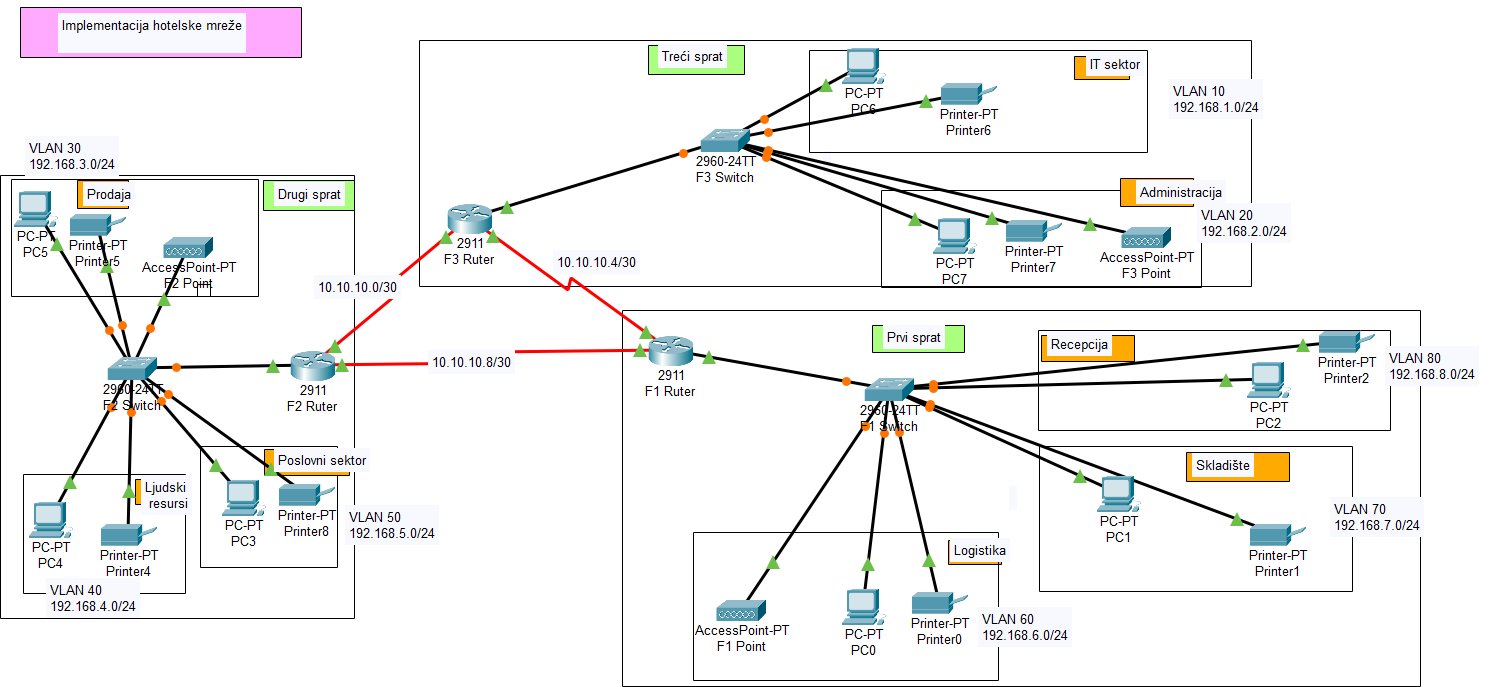 Implementacija hotelske mreže
Treći sprat
IT sektor
PC-PT
PC6
Printer-PT
Printer6
VLAN 10
192.168.1.0/24
2960-24TT
F3 Switch
Administracija
VLAN 20
192.168.2.0/24
PC-PT
PC7
Printer-PT
Printer7
AccessPoint-PT
F3 Point
2911
F3 Ruter
10.10.10.0/30
10.10.10.4/30
10.10.10.8/30
VLAN 30
192.168.3.0/24
Prodaja
Drugi sprat
PC-PT
PC5
Printer-PT
Printer5
AccessPoint-PT
F2 Point
2960-24TT
F2 Switch
2911
F2 Ruter
Ljudski
resursi
PC-PT
PC4
Printer-PT
Printer4
VLAN 40
192.168.4.0/24
Poslovni sektor
PC-PT
PC3
Printer-PT
Printer8
VLAN 50
192.168.5.0/24
Prvi sprat
2911
F1 Ruter
2960-24TT
F1 Switch
Recepcija
Printer-PT
Printer2
PC-PT
PC2
VLAN 80
192.168.8.0/24
Skladište
PC-PT
PC1
Printer-PT
Printer1
VLAN 70
192.168.7.0/24
Logistika
AccessPoint-PT
F1 Point
PC-PT
PC0
Printer-PT
Printer0
VLAN 60
192.168.6.0/24